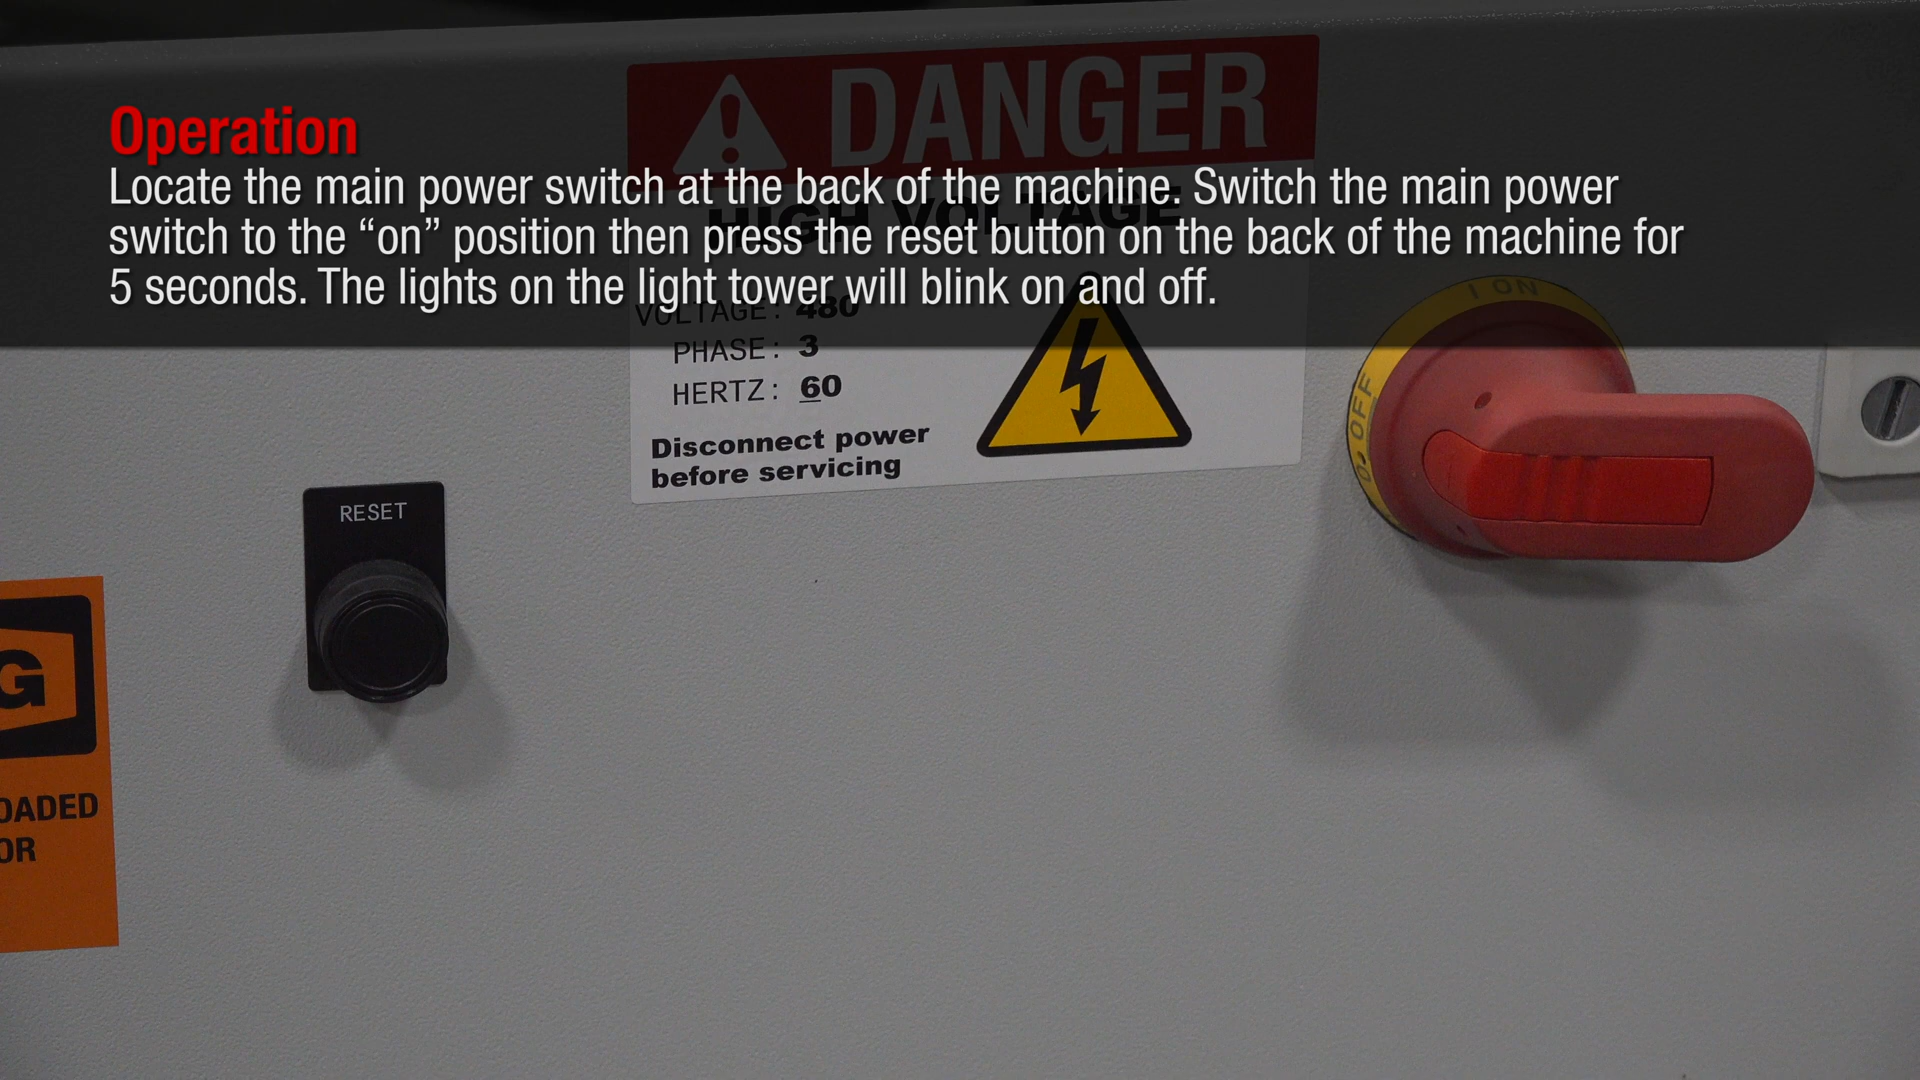 DANGER
Operation
Locate the main power switch at the back of the machine. Switch the main power
switch to the “on” position then press the reset button on the back of the machine for
5 seconds. The lights on the light tower will blink on and off.
HIGH VOLTAGE
VOLTAGE: 480
PHASE: 3
HERTZ: 60
Disconnect power
before servicing
I ON
O OFF
RESET
G
OADED
OR